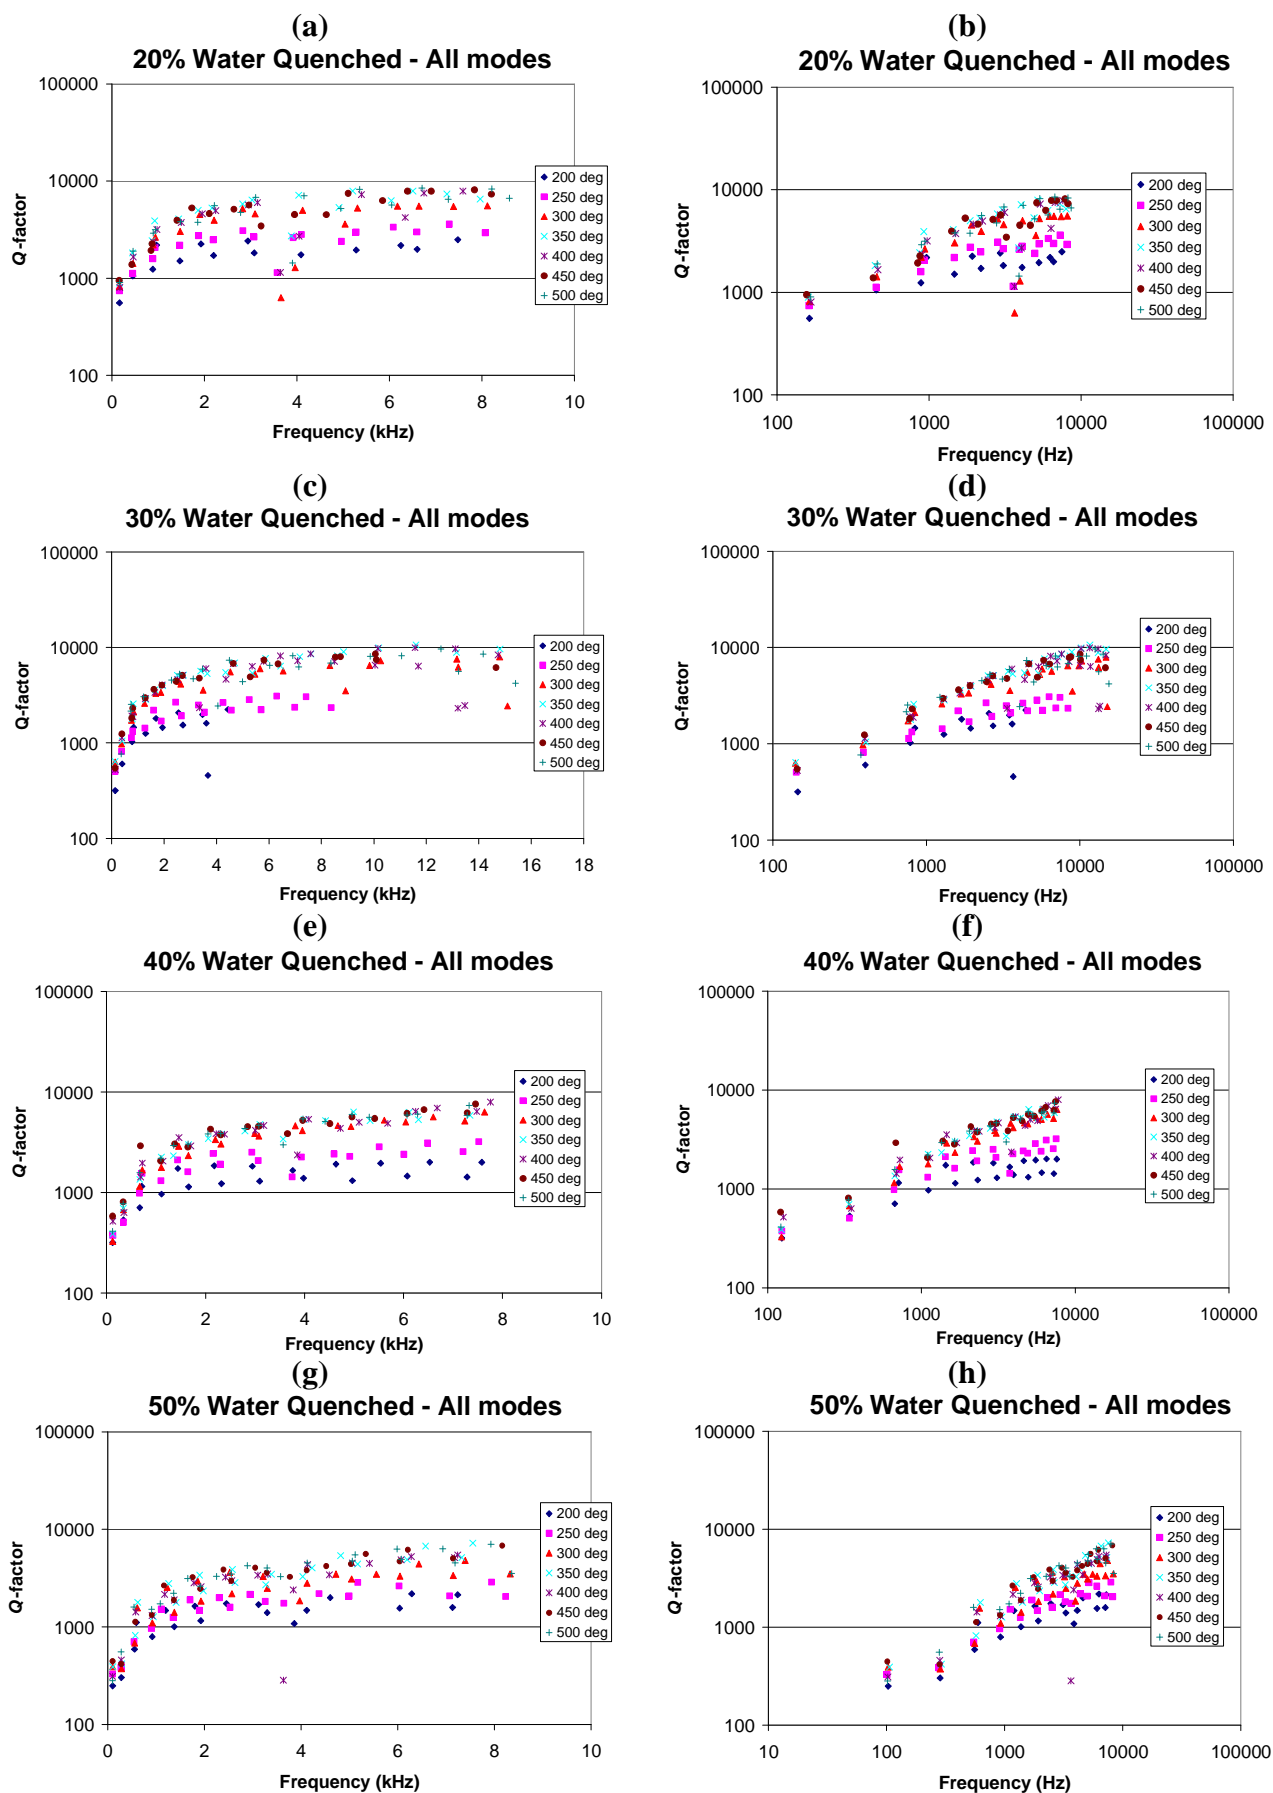 (a)
20% Water Quenched - All modes
100000
10000
1000
100
Q-factor
0 2 4 6 8 10
Frequency (kHz)
200 deg
250 deg
300 deg
350 deg
400 deg
450 deg
500 deg
(b)
20% Water Quenched - All modes
100000
10000
1000
100
Q-factor
100 1000 10000 100000
Frequency (Hz)
200 deg
250 deg
300 deg
350 deg
400 deg
450 deg
500 deg
(c)
30% Water Quenched - All modes
100000
10000
1000
100
Q-factor
0 2 4 6 8 10 12 14 16 18
Frequency (kHz)
200 deg
250 deg
300 deg
350 deg
400 deg
450 deg
500 deg
(d)
30% Water Quenched - All modes
100000
10000
1000
100
Q-factor
100 1000 10000 100000
Frequency (Hz)
200 deg
250 deg
300 deg
350 deg
400 deg
450 deg
500 deg
(e)
40% Water Quenched - All modes
100000
10000
1000
100
Q-factor
0 2 4 6 8 10
Frequency (kHz)
200 deg
250 deg
300 deg
350 deg
400 deg
450 deg
500 deg
(f)
40% Water Quenched - All modes
100000
10000
1000
100
Q-factor
100 1000 10000 100000
Frequency (Hz)
200 deg
250 deg
300 deg
350 deg
400 deg
450 deg
500 deg
(g)
50% Water Quenched - All modes
100000
10000
1000
100
Q-factor
0 2 4 6 8 10
Frequency (kHz)
200 deg
250 deg
300 deg
350 deg
400 deg
450 deg
500 deg
(h)
50% Water Quenched - All modes
100000
10000
1000
100
Q-factor
10 100 1000 10000 100000
Frequency (Hz)
200 deg
250 deg
300 deg
350 deg
400 deg
450 deg
500 deg